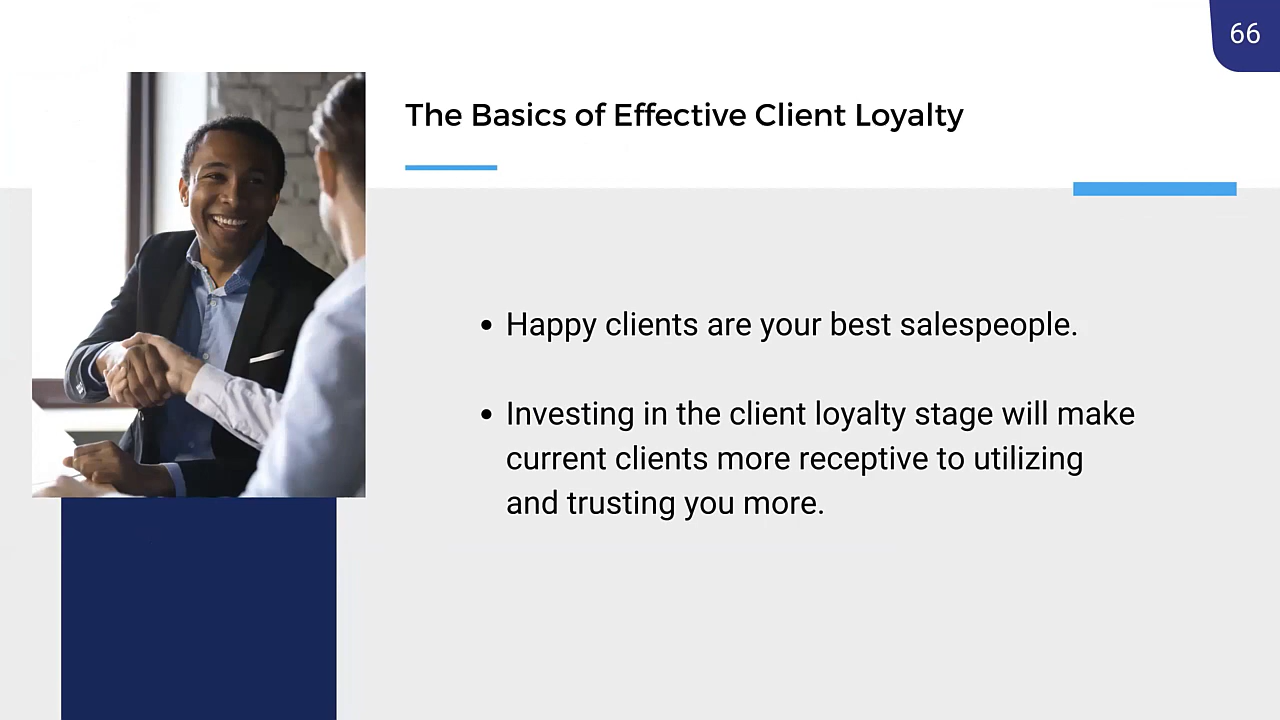 66
The Basics of Effective Client Loyalty
• Happy clients are your best salespeople.
• Investing in the client loyalty stage will make
current clients more receptive to utilizing
and trusting you more.